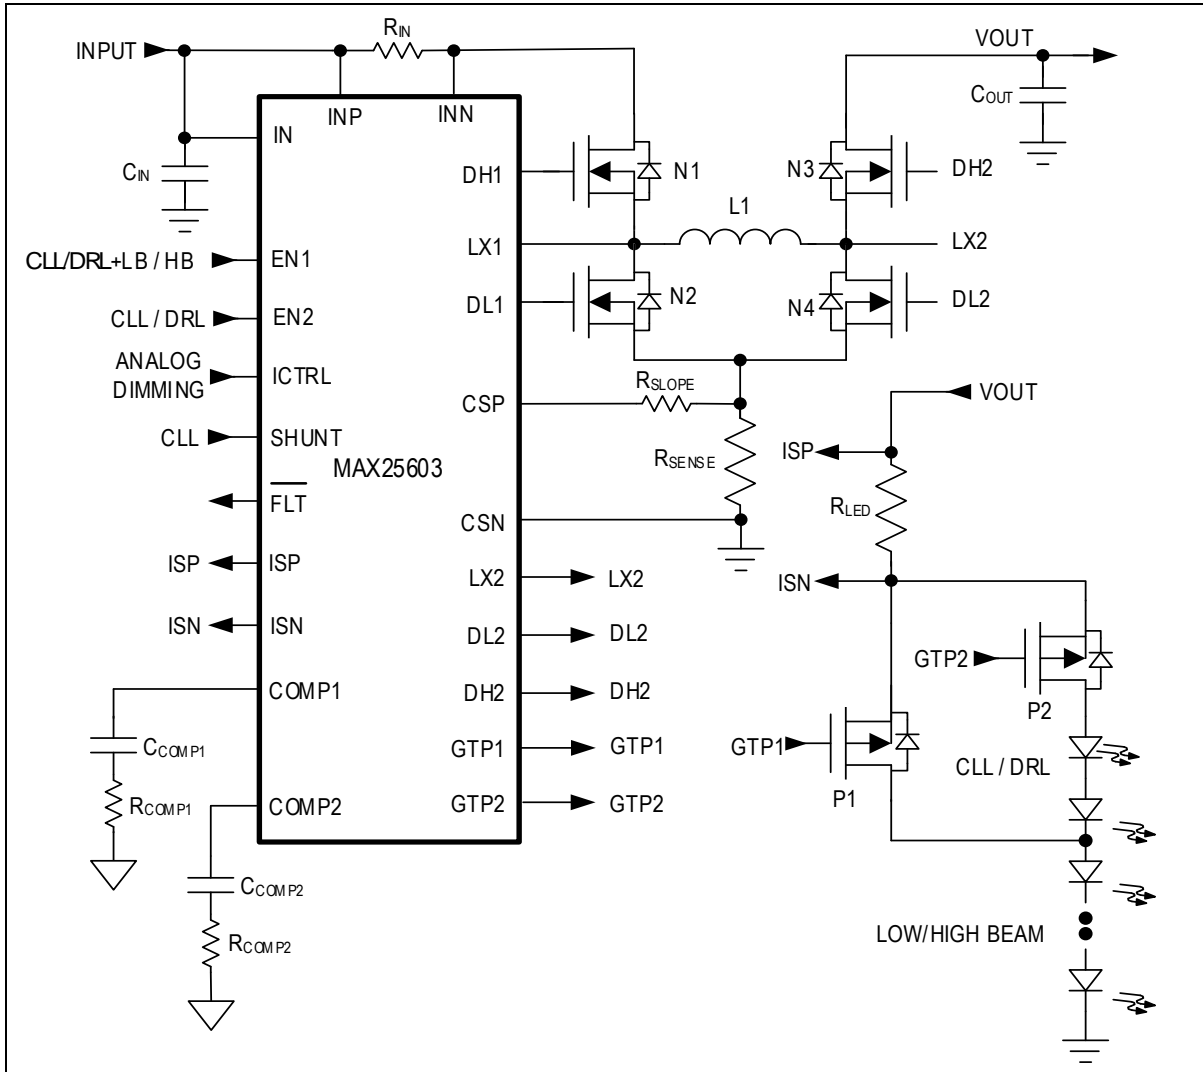 INPUT
RIN
VOUT
COUT
INP
INN
IN
CIN
DH1
N1
N3
DH2
L1
LX1
LX2
CLL/DRL+LB / HB
EN1
DL1
N2
N4
DL2
CLL / DRL
EN2
ANALOG
DIMMING
ICTRL
RSLOPE
CSP
VOUT
CLL
SHUNT
MAX25603
RSENSE
ISP
FLT
RLED
CSN
ISP
ISP
LX2
LX2
ISN
ISN
ISN
DL2
DL2
GTP2
COMP1
DH2
DH2
P2
CCOMP1
GTP1
GTP1
GTP1
CLL / DRL
P1
RCOMP1
COMP2
GTP2
GTP2
CCOMP2
LOW/HIGH BEAM
RCOMP2